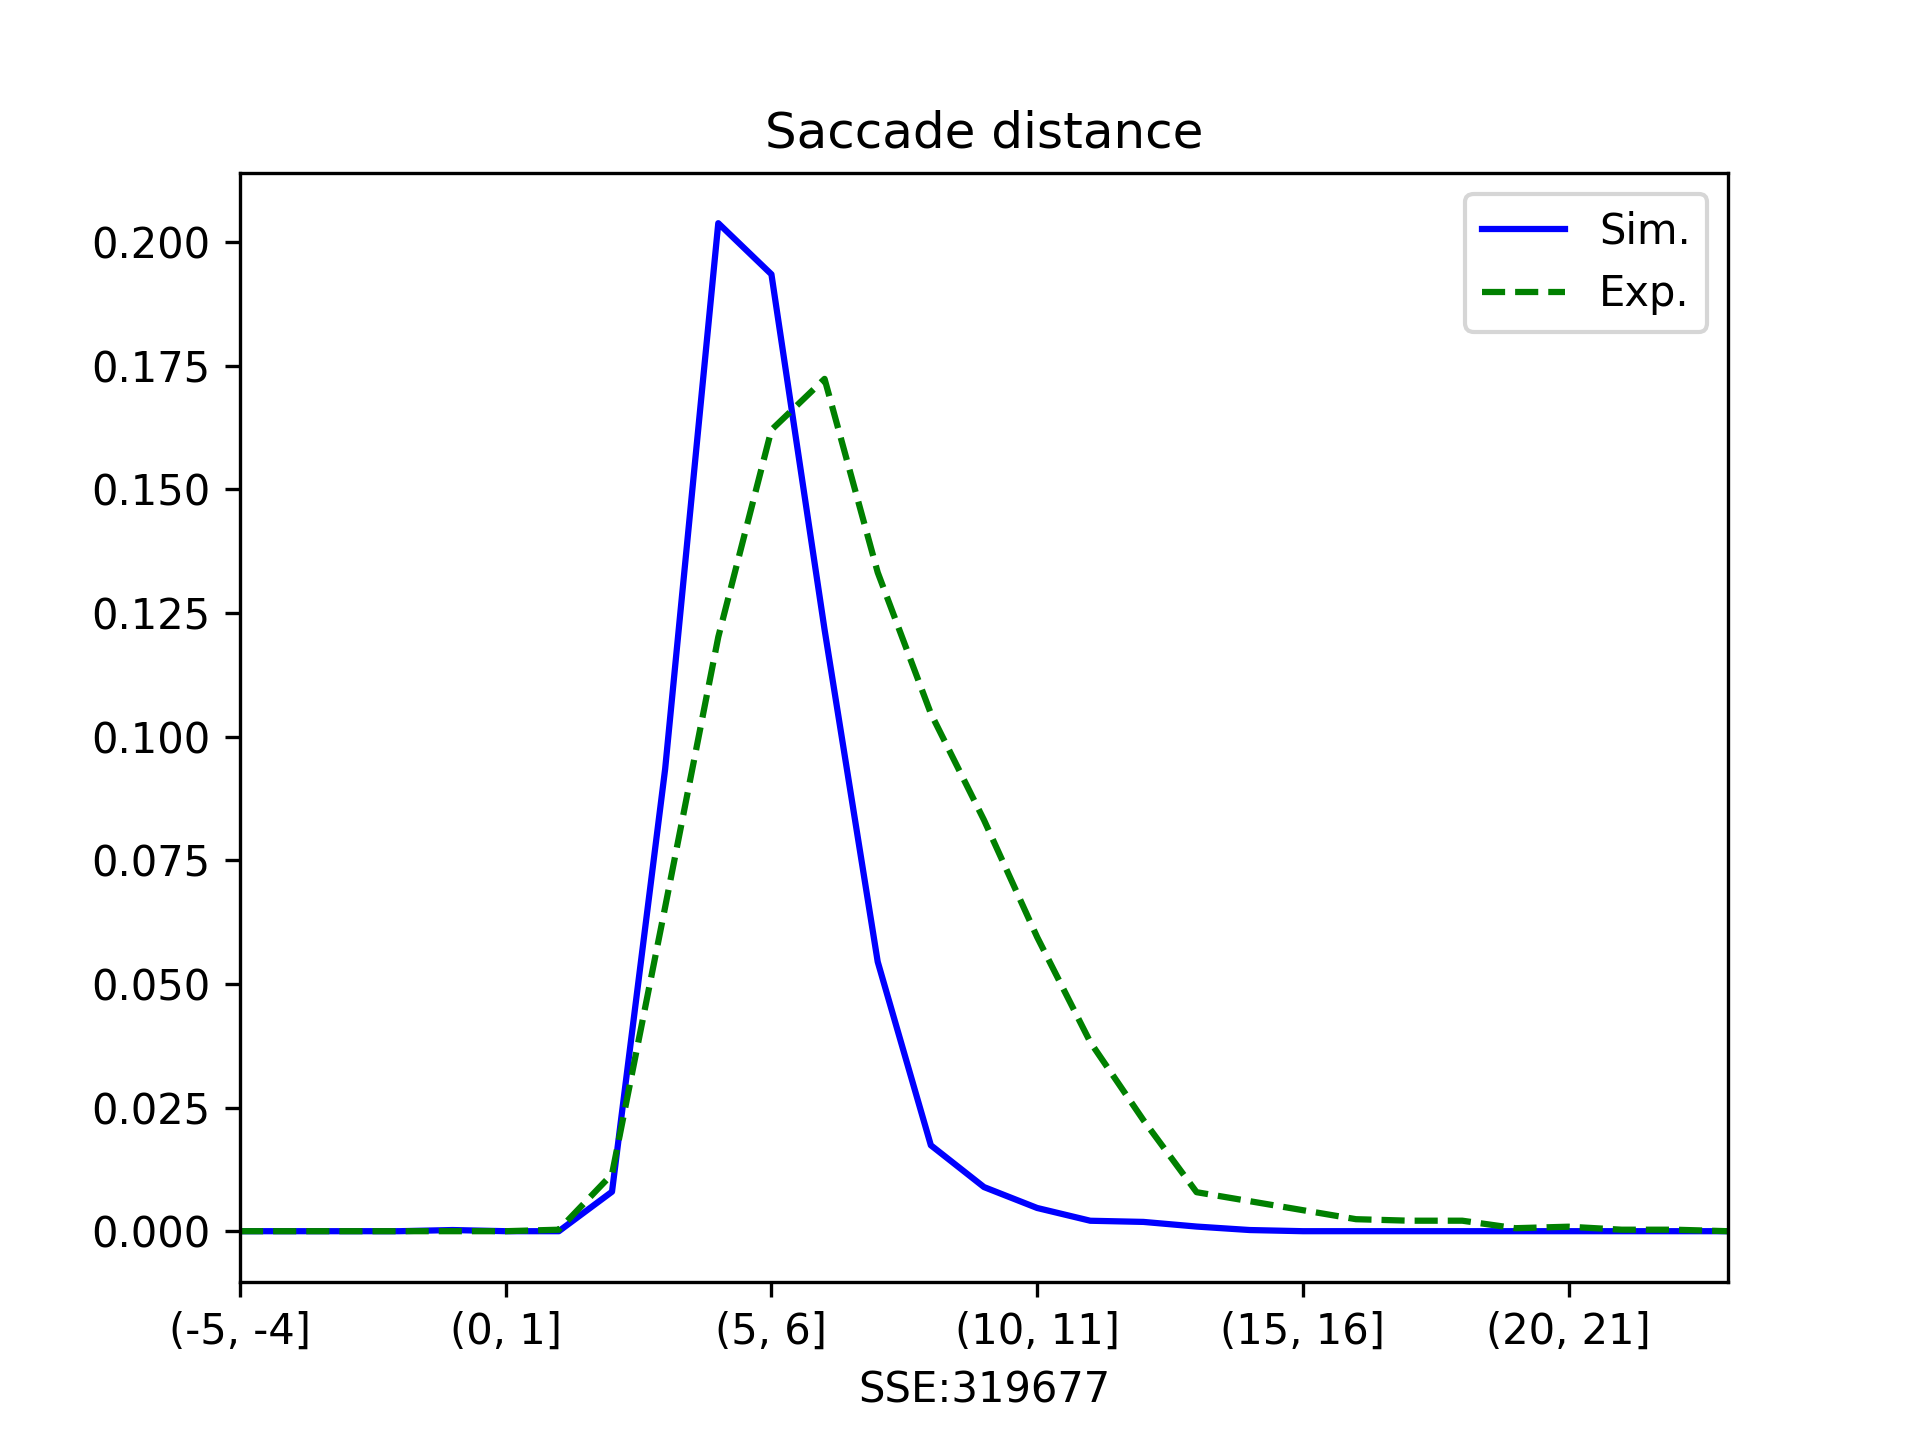 Saccade distance
Sim.
Exp.
0.200
0.175
0.150
0.125
0.100
0.075
0.050
0.025
0.000
(-5, -4] (0, 1] (5, 6] (10, 11] (15, 16] (20, 21]
SSE:319677